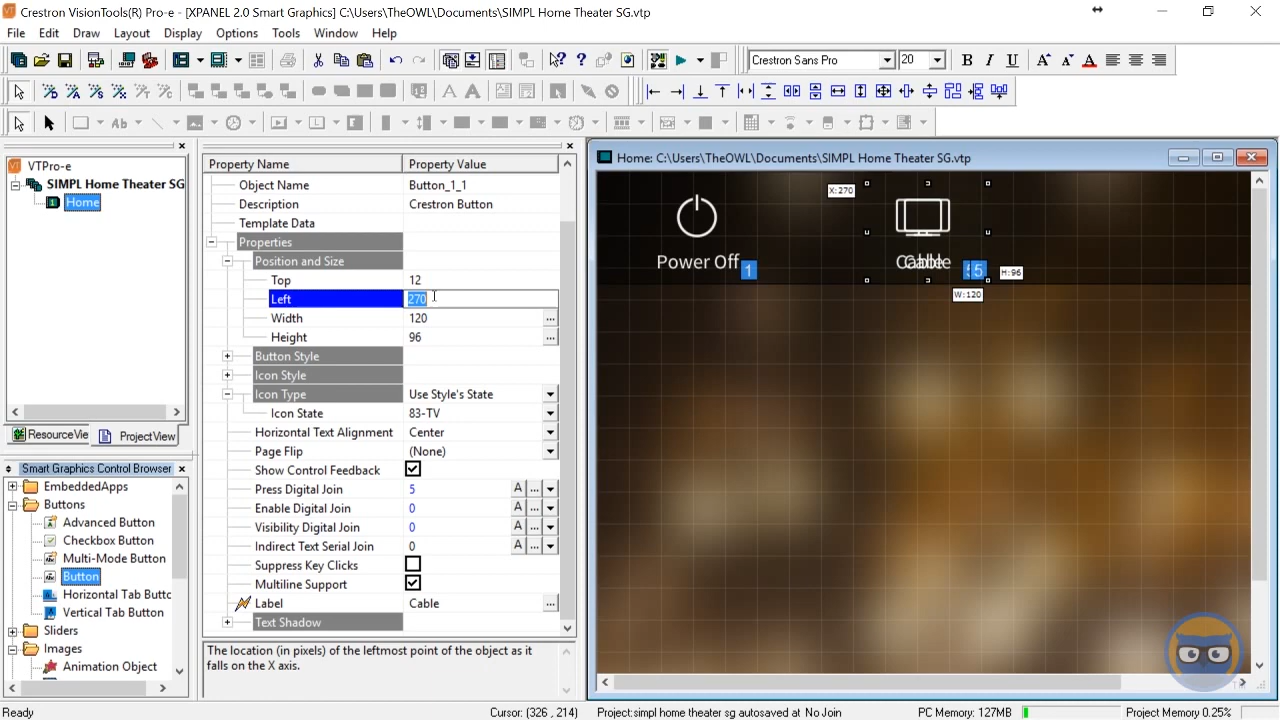 Crestron VisionTools(R) Pro-e - [XPANEL 2.0 Smart Graphics] C:\Users\TheOWL\Documents\SIMPL Home Theater SG.vtp
File Edit Draw Layout Display Options Tools Window Help
Crestron Sans Pro 20 B I U
VTPro-e
SIMPL Home Theater SG
Home
ResourceVie ProjectView
Smart Graphics Control Browser
EmbeddedApps
Buttons
Advanced Button
Checkbox Button
Multi-Mode Button
Button
Horizontal Tab Butto
Vertical Tab Button
Sliders
Images
Animation Object
Property Name Property Value
Object Name Button_1_1
Description Crestron Button
Template Data
Properties
Position and Size
Top 12
Left 270
Width 120
Height 96
Button Style
Icon Style
Icon Type Use Style's State
Icon State 83-TV
Horizontal Text Alignment Center
Page Flip (None)
Show Control Feedback
Press Digital Join 5
Enable Digital Join 0
Visibility Digital Join 0
Indirect Text Serial Join 0
Suppress Key Clicks
Multiline Support
Label Cable
Text Shadow
The location (in pixels) of the leftmost point of the object as it
falls on the X axis.
Home: C:\Users\TheOWL\Documents\SIMPL Home Theater SG.vtp
X:270
Power Off 1
Cable 5
H:96
W:120
Ready Cursor: (326 , 214) Project:simpl home theater sg autosaved at No Join PC Memory: 127MB Project Memory 0.25%